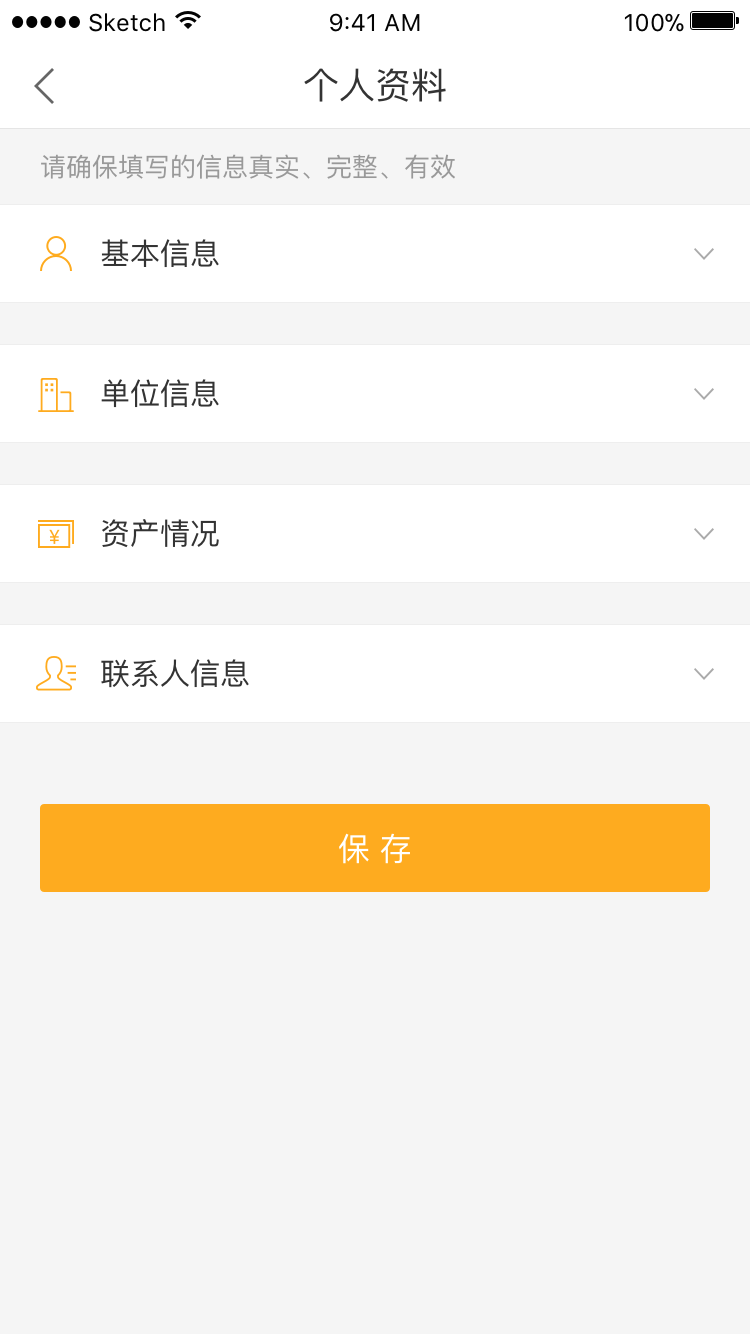 Sketch 9:41 AM 100%
个人资料
请确保填写的信息真实、完整、有效
基本信息
单位信息
¥ 资产情况
联系人信息
保 存